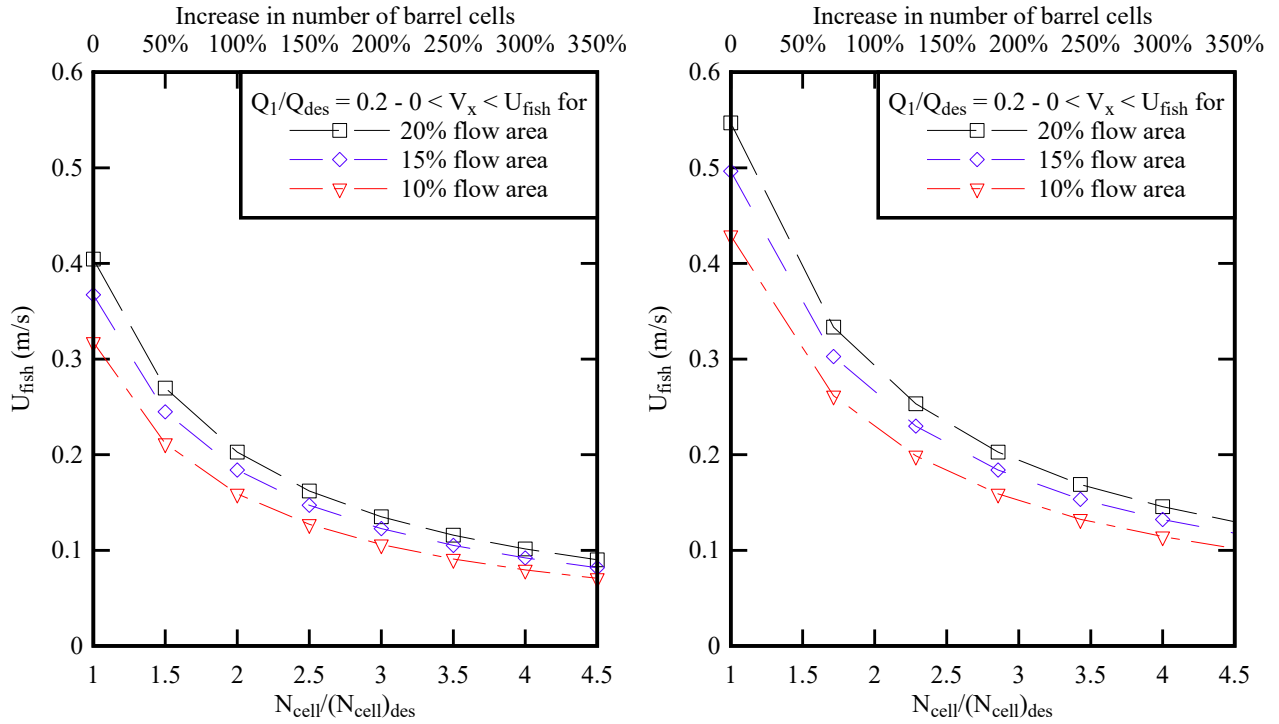 Increase in number of barrel cells
0 50% 100% 150% 200% 250% 300% 350%
0.6
0.5
0.4
0.3
0.2
0.1
0
U_fish (m/s)
Q_1/Q_des = 0.2 - 0 < V_x < U_fish for
20% flow area
15% flow area
10% flow area
1 1.5 2 2.5 3 3.5 4 4.5
N_cell/(N_cell)_des
Increase in number of barrel cells
0 50% 100% 150% 200% 250% 300% 350%
0.6
0.5
0.4
0.3
0.2
0.1
0
U_fish (m/s)
Q_1/Q_des = 0.2 - 0 < V_x < U_fish for
20% flow area
15% flow area
10% flow area
1 1.5 2 2.5 3 3.5 4 4.5
N_cell/(N_cell)_des